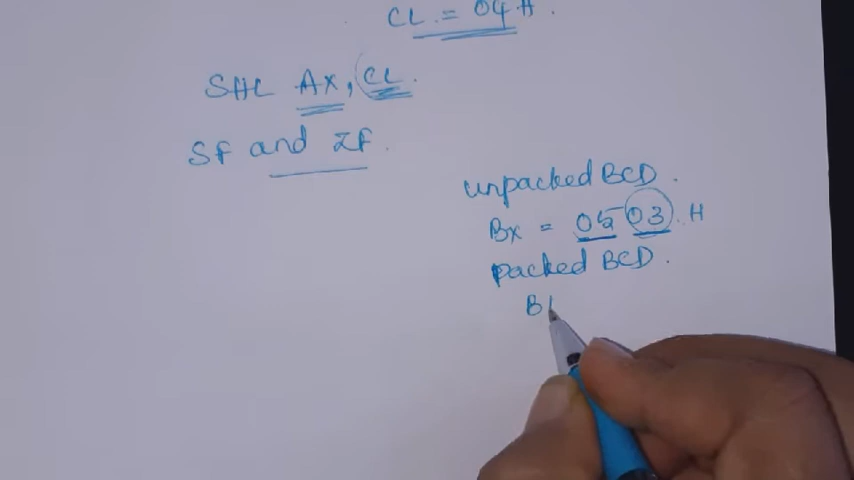 CL = 04 H.
SHL AX, CL.
SF and ZF.
unpacked BCD.
BX = 05 03. H
packed BCD.
BL